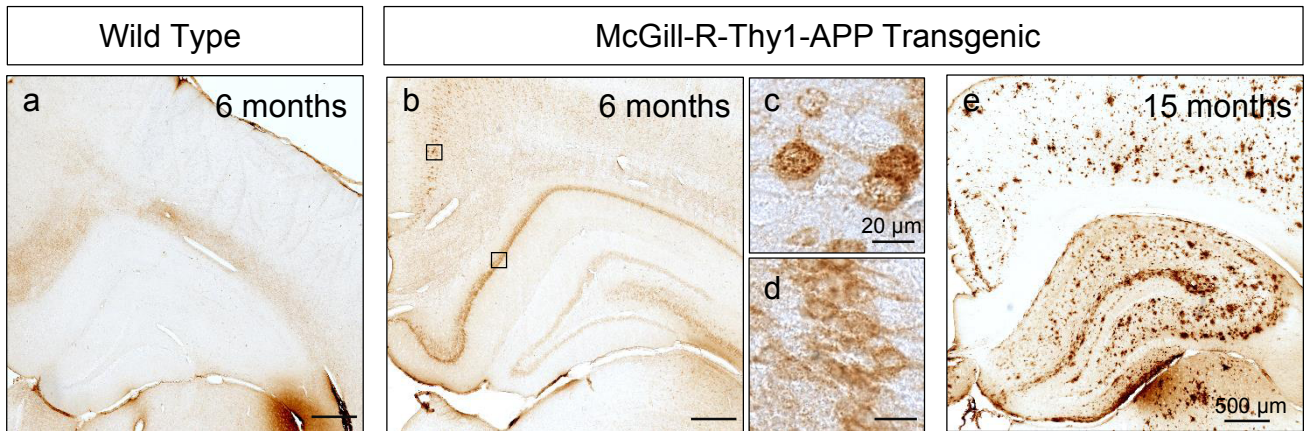 Wild Type
McGill-R-Thy1-APP Transgenic
a
6 months
b
6 months
c
20 µm
d
e
15 months
500 µm